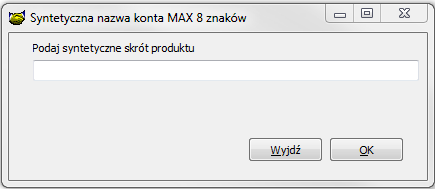 Syntetyczna nazwa konta MAX 8 znaków
Podaj syntetyczne skrót produktu
Wyjdź OK